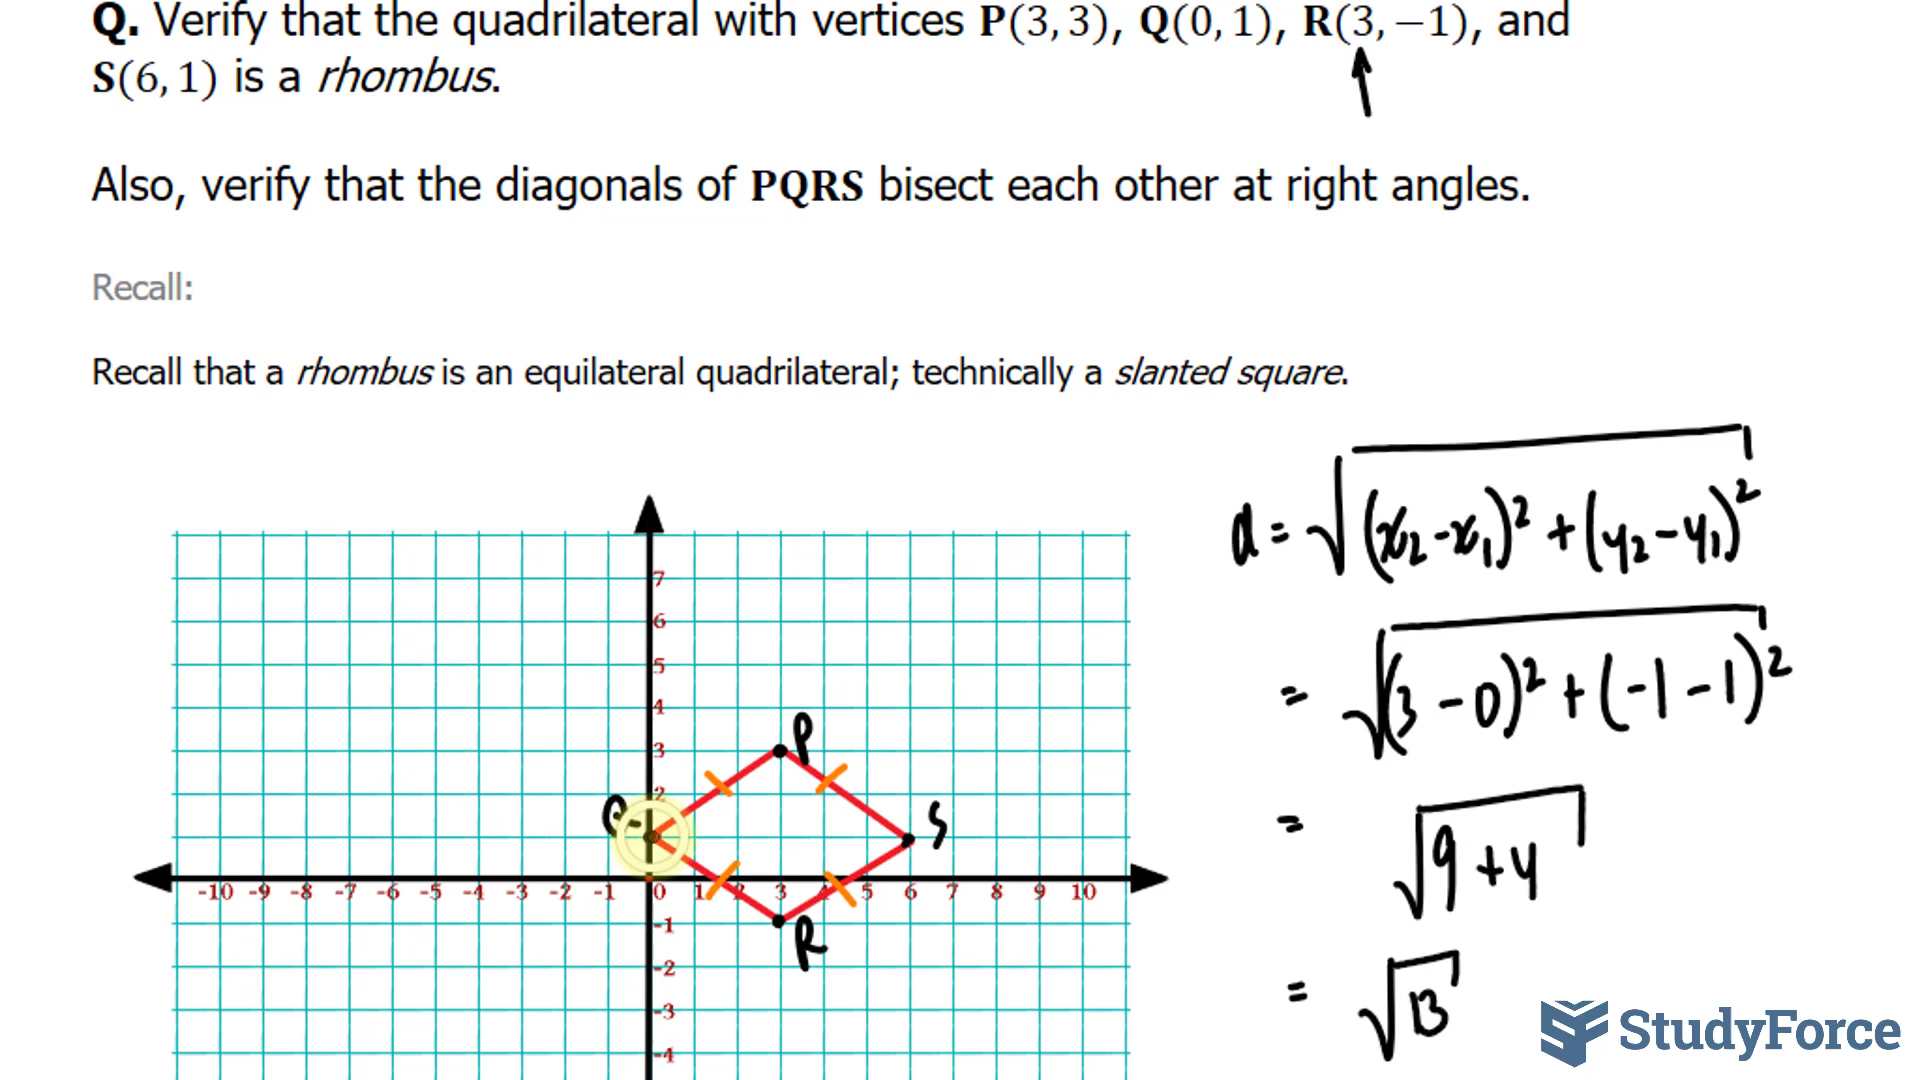 Q. Verify that the quadrilateral with vertices P(3, 3), Q(0, 1), R(3, −1), and
S(6, 1) is a rhombus.
Also, verify that the diagonals of PQRS bisect each other at right angles.
Recall:
Recall that a rhombus is an equilateral quadrilateral; technically a slanted square.
d = √(x₂-x₁)² + (y₂-y₁)²
= √(3-0)² + (-1-1)²
= √9+4
= √13
7
6
5
4
3
2
P
Q
S
R
-10 -9 -8 -7 -6 -5 -4 -3 -2 -1 0 1 2 3 4 5 6 7 8 9 10
-1
-2
-3
-4
StudyForce